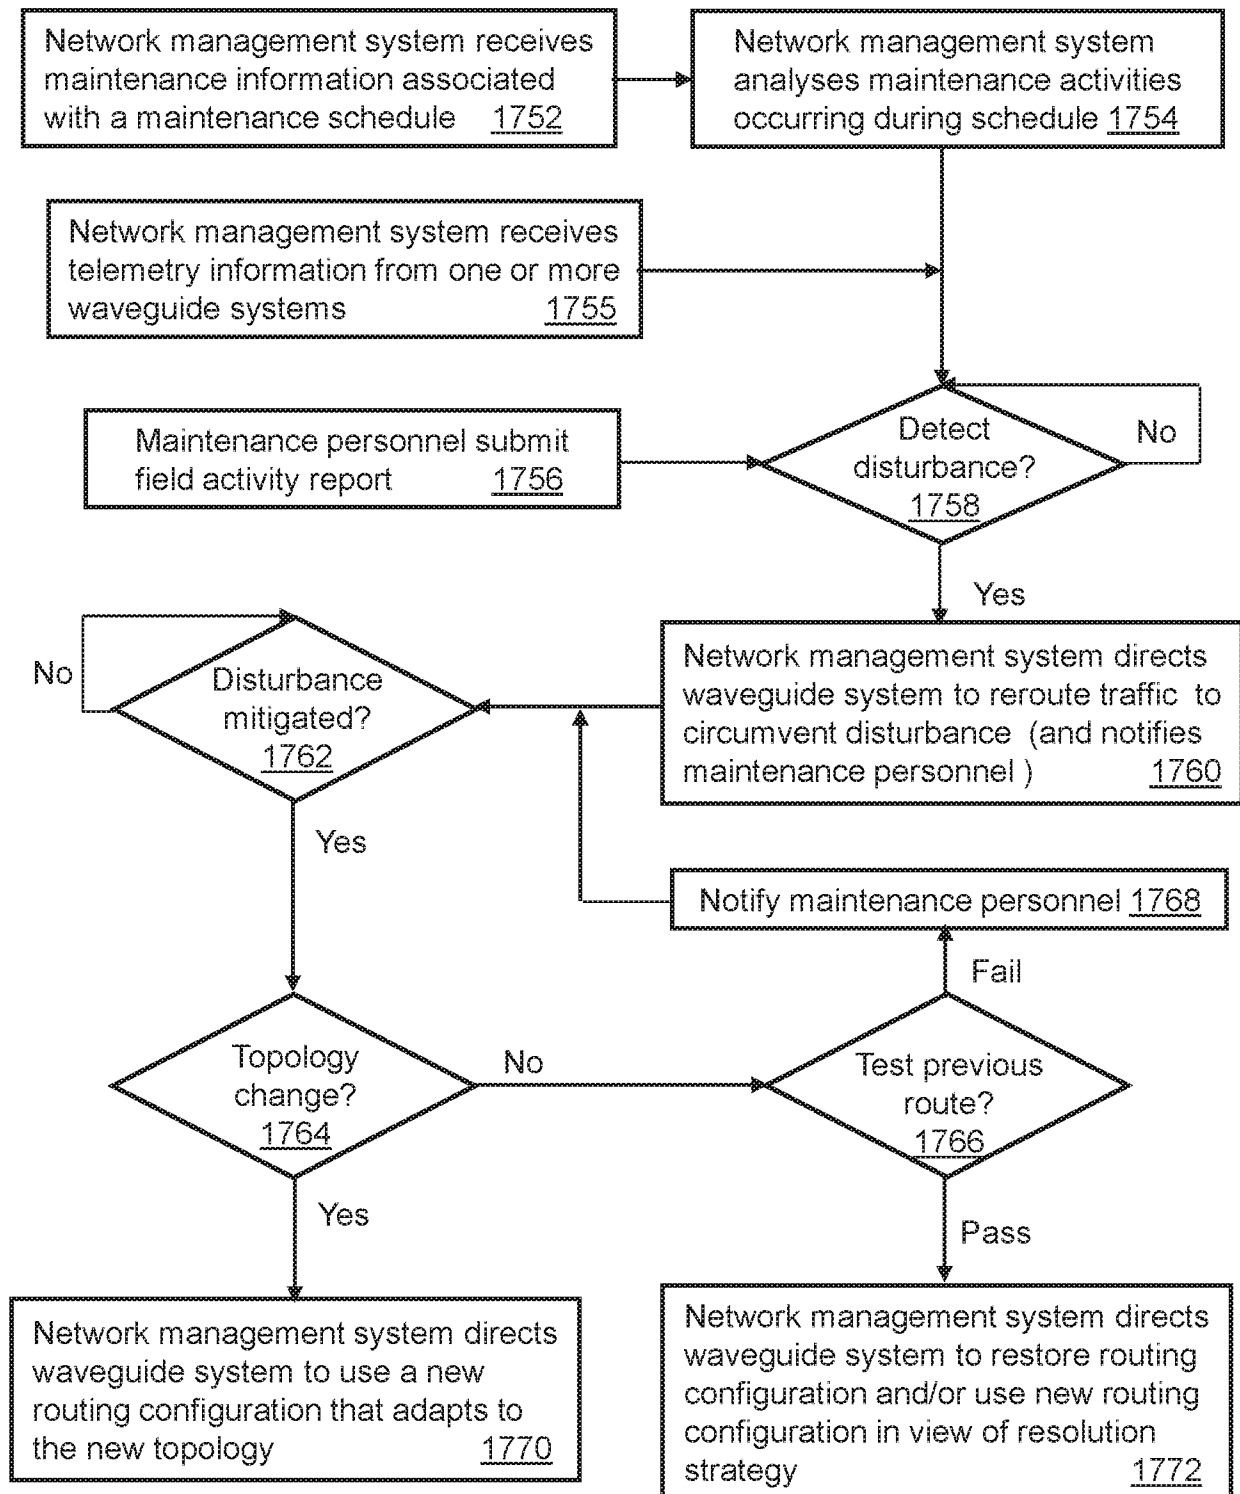 Network management system receives
maintenance information associated
with a maintenance schedule 1752
Network management system
analyses maintenance activities
occurring during schedule 1754
Network management system receives
telemetry information from one or more
waveguide systems 1755
Maintenance personnel submit
field activity report 1756
Detect
disturbance?
1758
No
Yes
Network management system directs
waveguide system to reroute traffic to
circumvent disturbance (and notifies
maintenance personnel ) 1760
No
Disturbance
mitigated?
1762
Yes
Notify maintenance personnel 1768
Fail
Topology
change?
1764
No
Test previous
route?
1766
Yes
Pass
Network management system directs
waveguide system to use a new
routing configuration that adapts to
the new topology 1770
Network management system directs
waveguide system to restore routing
configuration and/or use new routing
configuration in view of resolution
strategy 1772